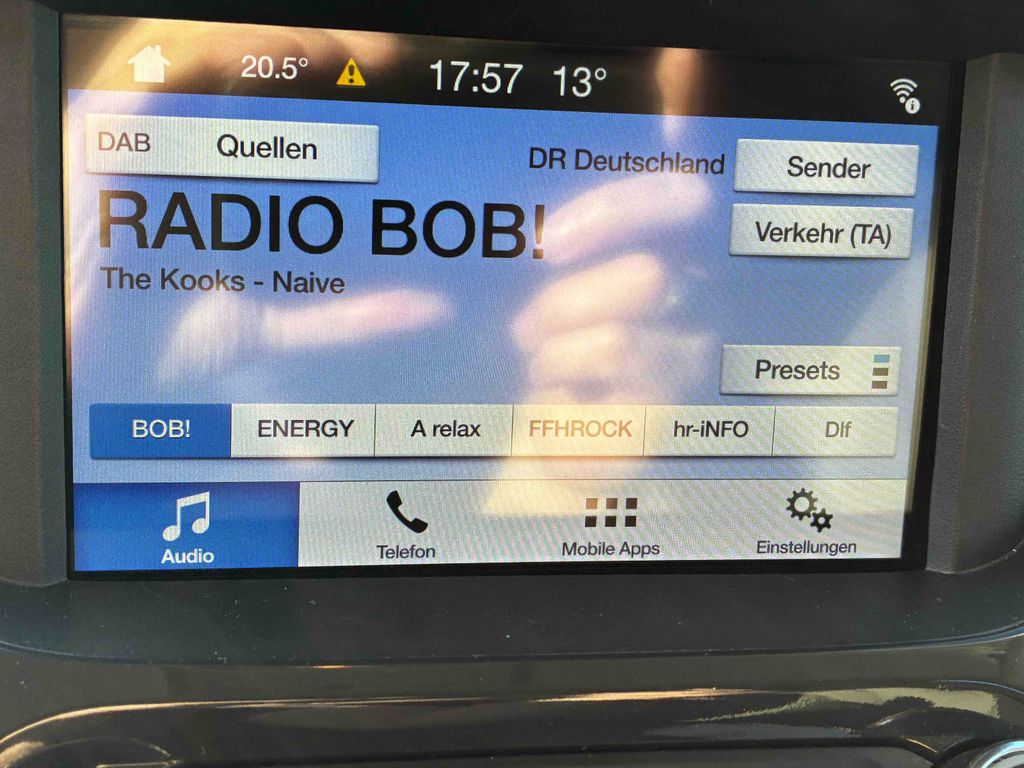 20.5° 17:57 13°
DAB Quellen
DR Deutschland
Sender
RADIO BOB!
Verkehr (TA)
The Kooks - Naive
Presets
BOB! ENERGY A relax FFHROCK hr-iNFO Dlf
Audio Telefon Mobile Apps Einstellungen